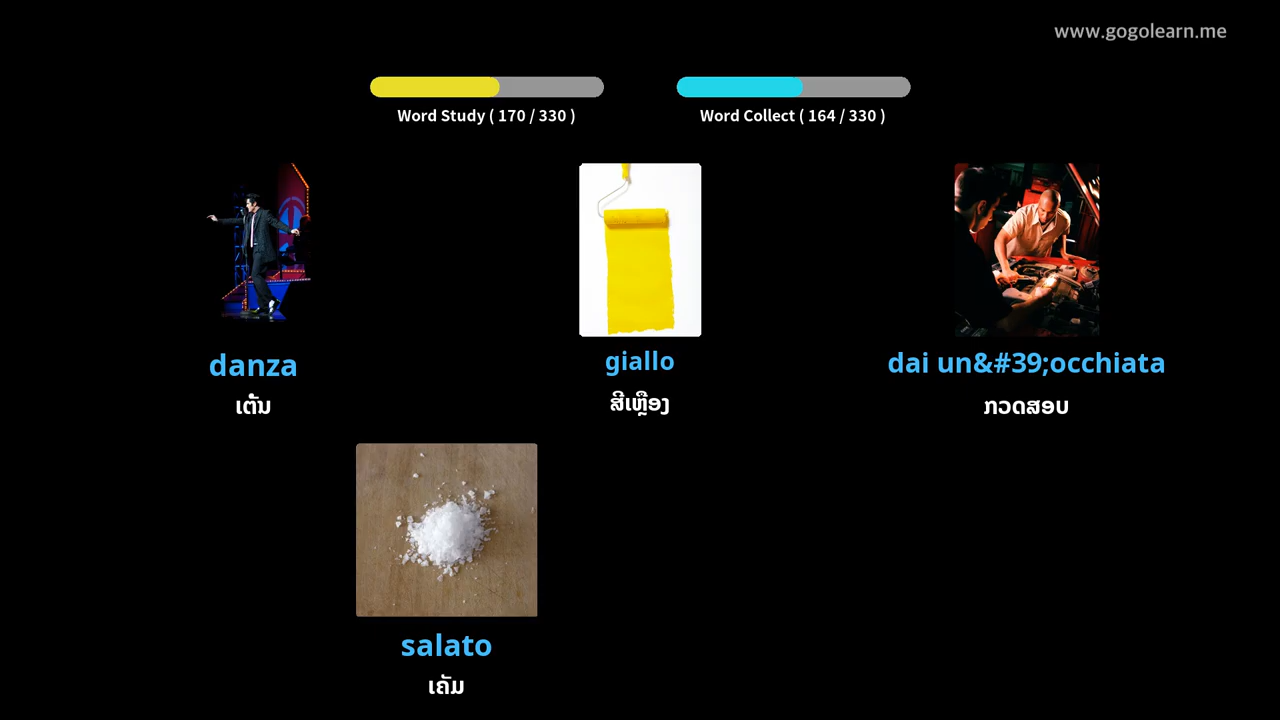 www.gogolearn.me
Word Study ( 170 / 330 )
Word Collect ( 164 / 330 )
danza
ເຕັ້ນ
giallo
ສີເຫຼືອງ
dai un&#39;occhiata
ກວດສອບ
salato
ເຄັມ